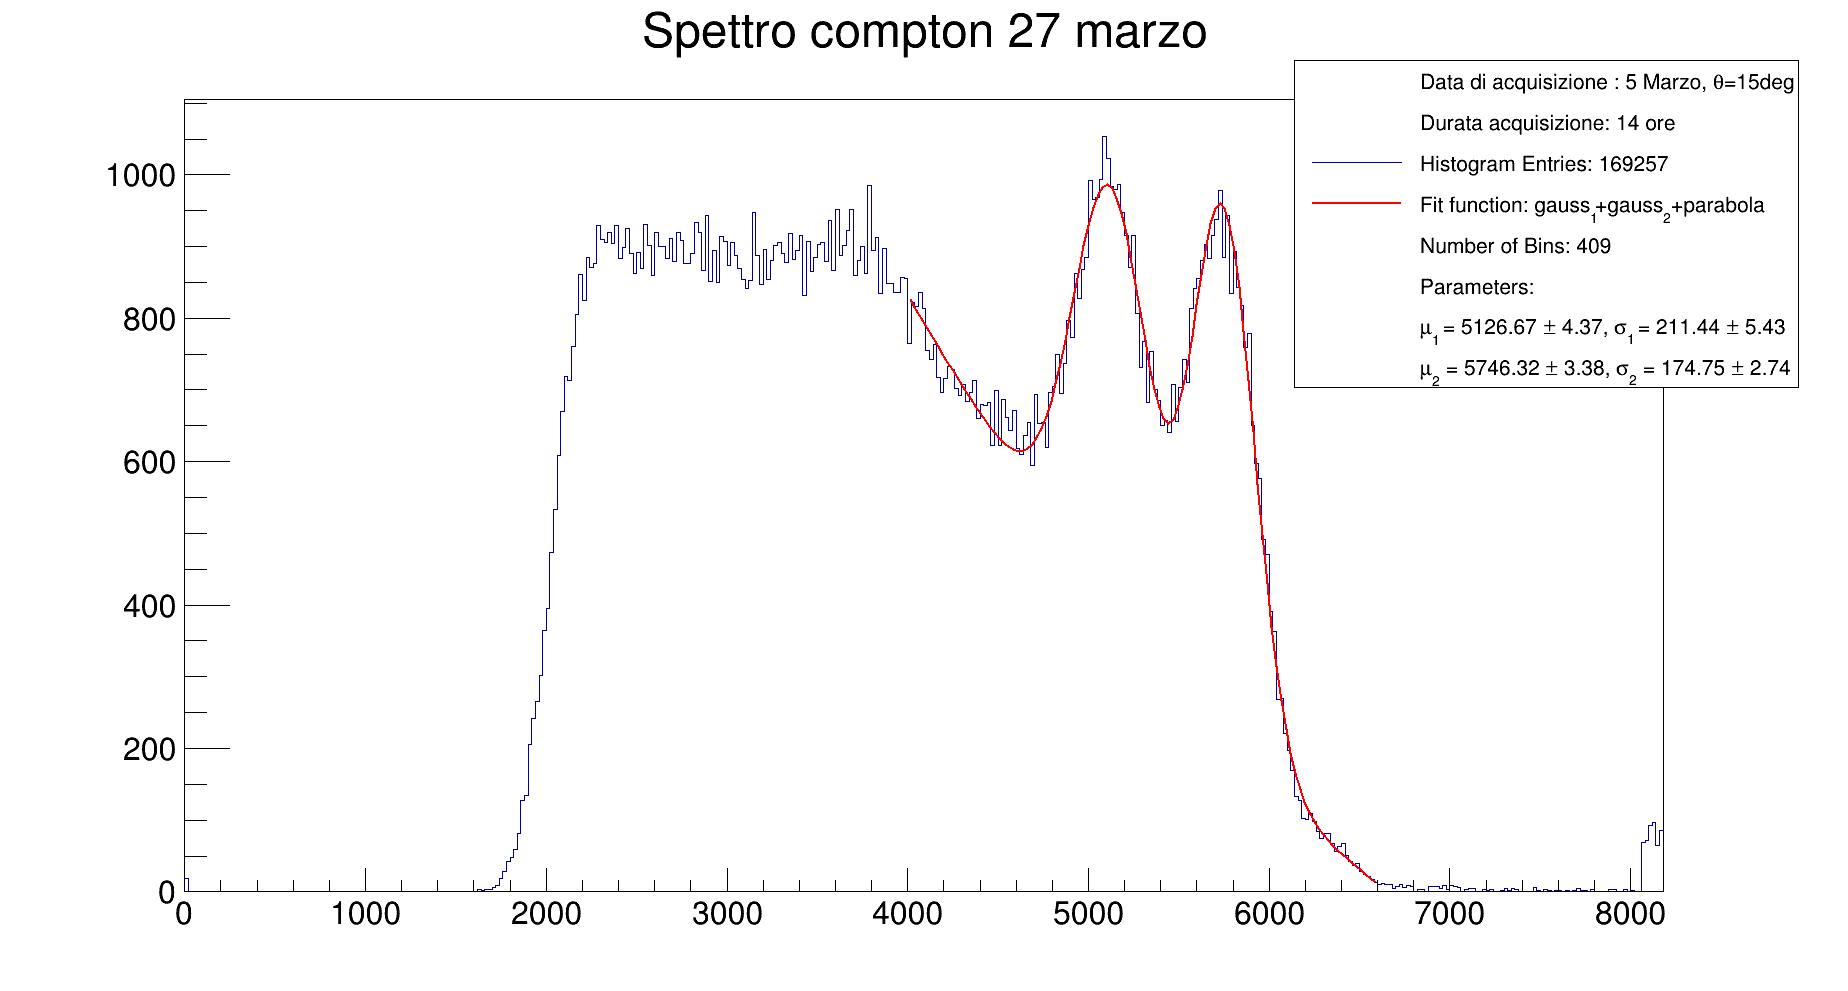 Spettro compton 27 marzo
Data di acquisizione : 5 Marzo, θ=15deg
Durata acquisizione: 14 ore
Histogram Entries: 169257
Fit function: gauss1+gauss2+parabola
Number of Bins: 409
Parameters:
μ1 = 5126.67 ± 4.37, σ1 = 211.44 ± 5.43
μ2 = 5746.32 ± 3.38, σ2 = 174.75 ± 2.74
1000
800
600
400
200
0
0 1000 2000 3000 4000 5000 6000 7000 8000